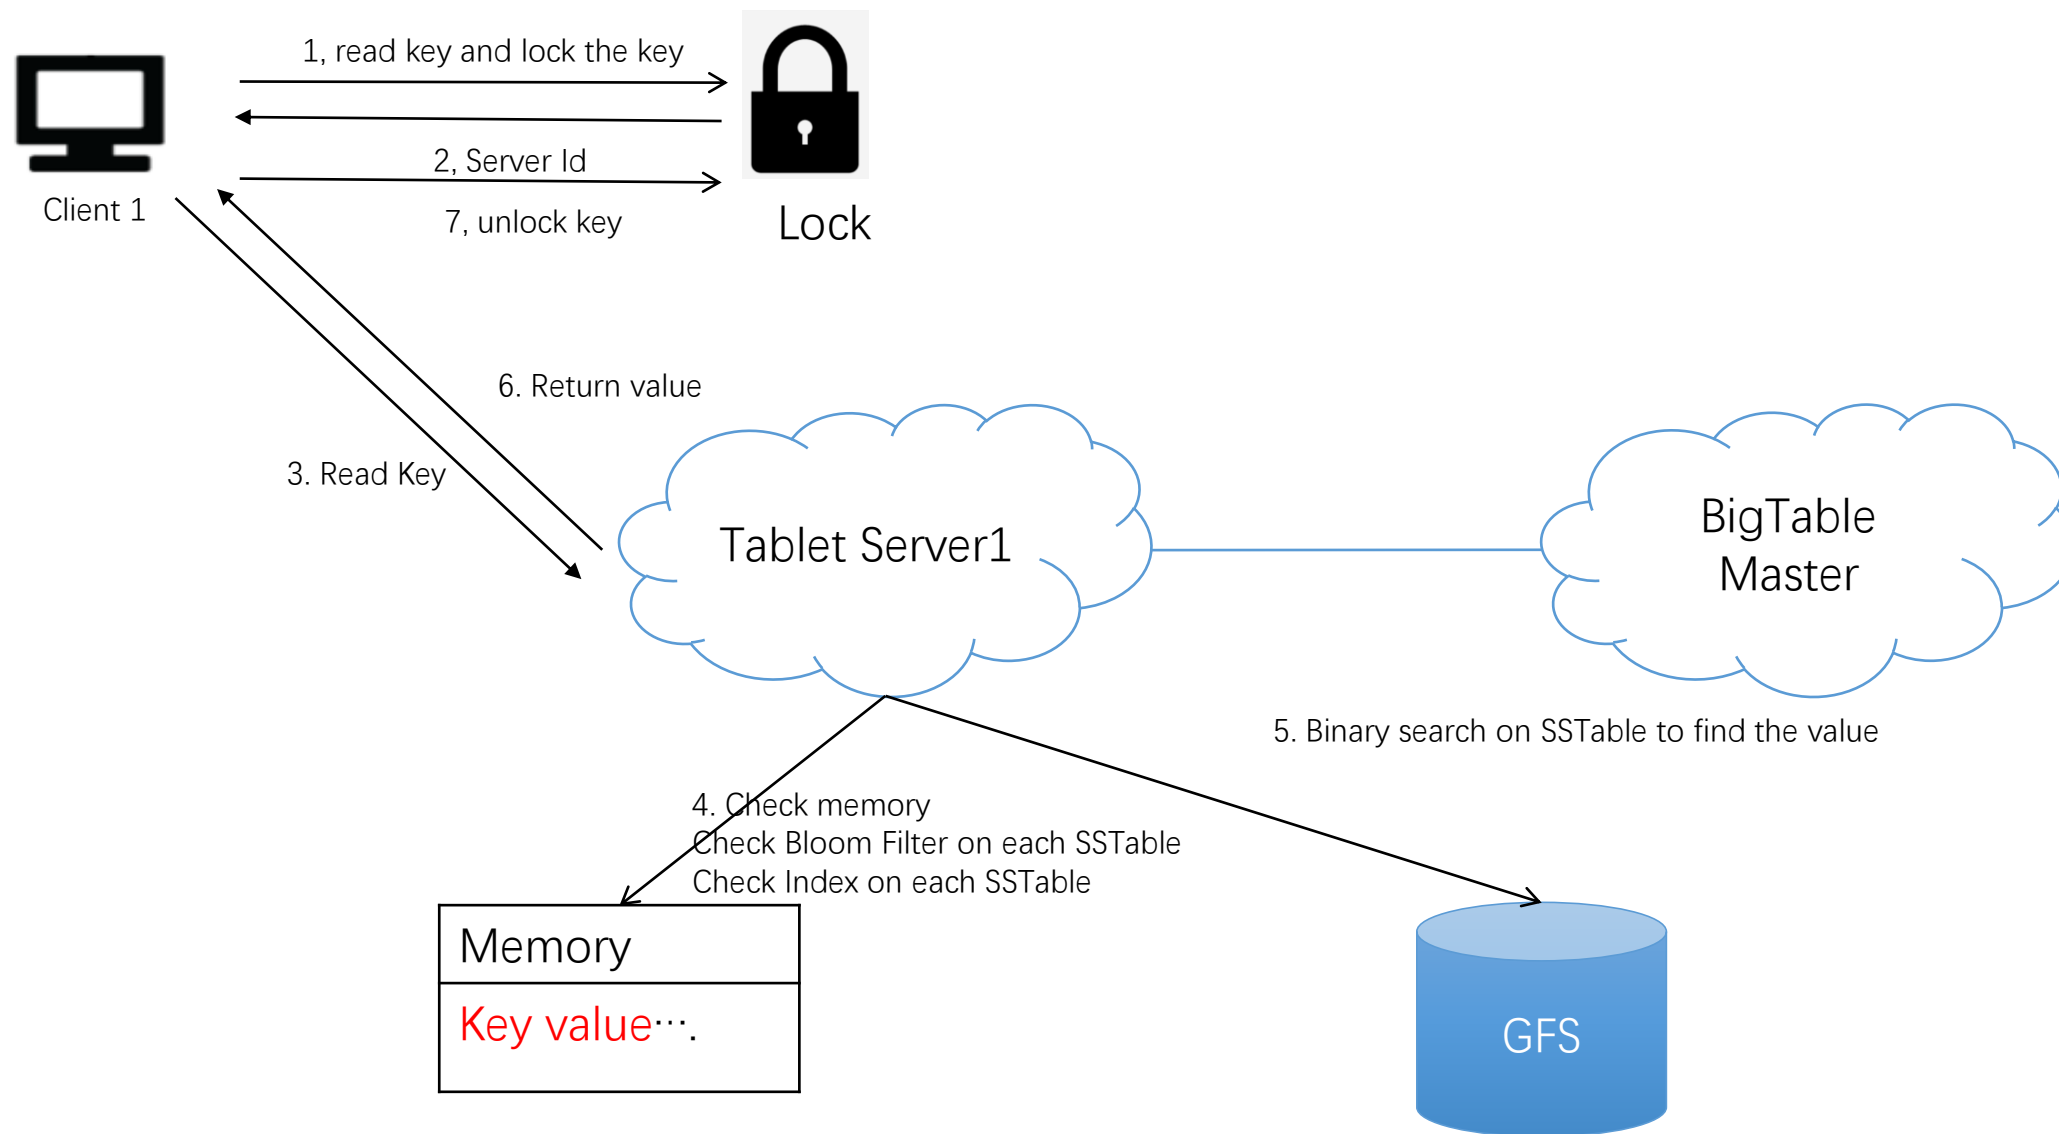 1, read key and lock the key
2, Server Id
7, unlock key
Client 1
Lock
6. Return value
3. Read Key
Tablet Server1
BigTable
Master
5. Binary search on SSTable to find the value
4. Check memory
Check Bloom Filter on each SSTable
Check Index on each SSTable
Memory
Key value….
GFS